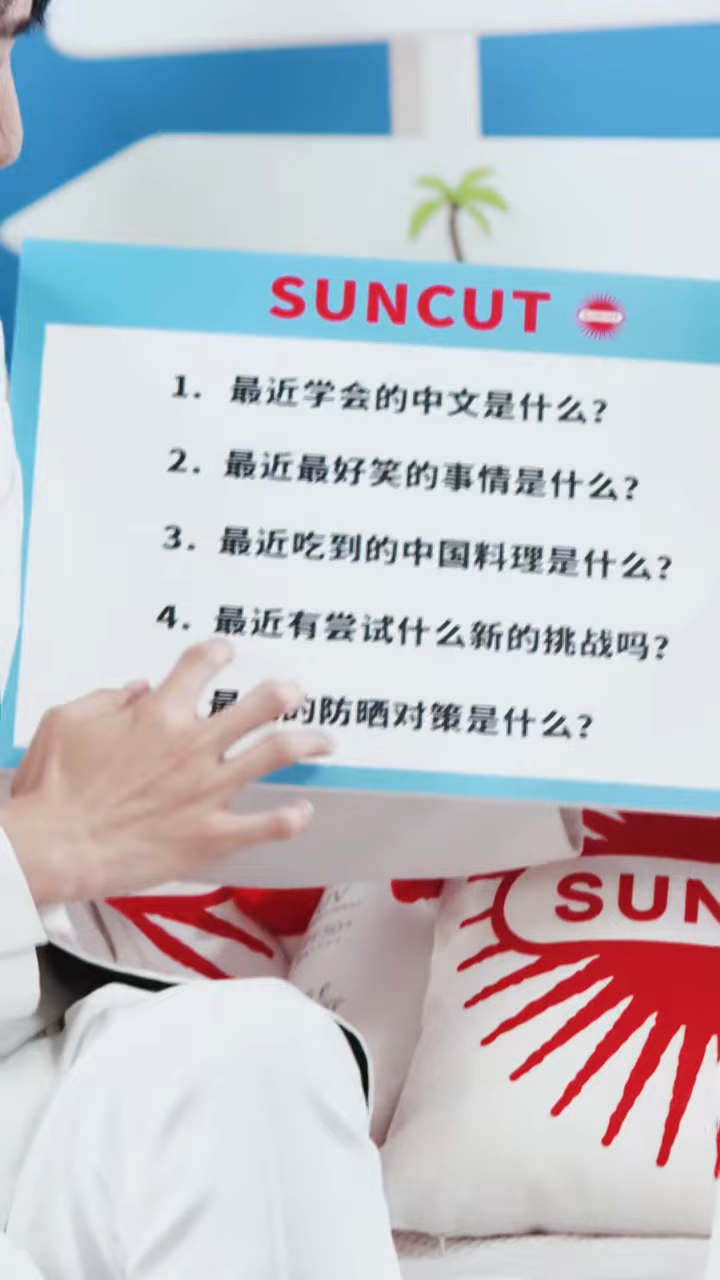 SUNCUT
1. 最近学会的中文是什么?
2. 最近最好笑的事情是什么?
3. 最近吃到的中国料理是什么?
4. 最近有尝试什么新的挑战吗?
的防晒对策是什么?
SUN